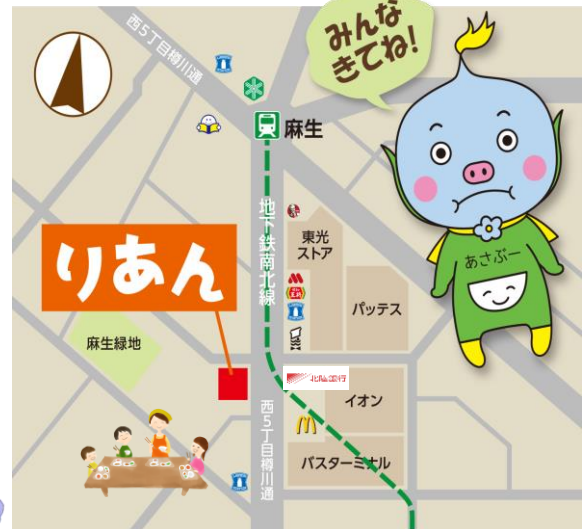 西5丁目樽川通
みんな
きてね!
麻生
地下鉄南北線
東光
ストア
あさぶー
りあん
パッテス
麻生緑地
北陸銀行
イオン
西5丁目樽川通
バスターミナル